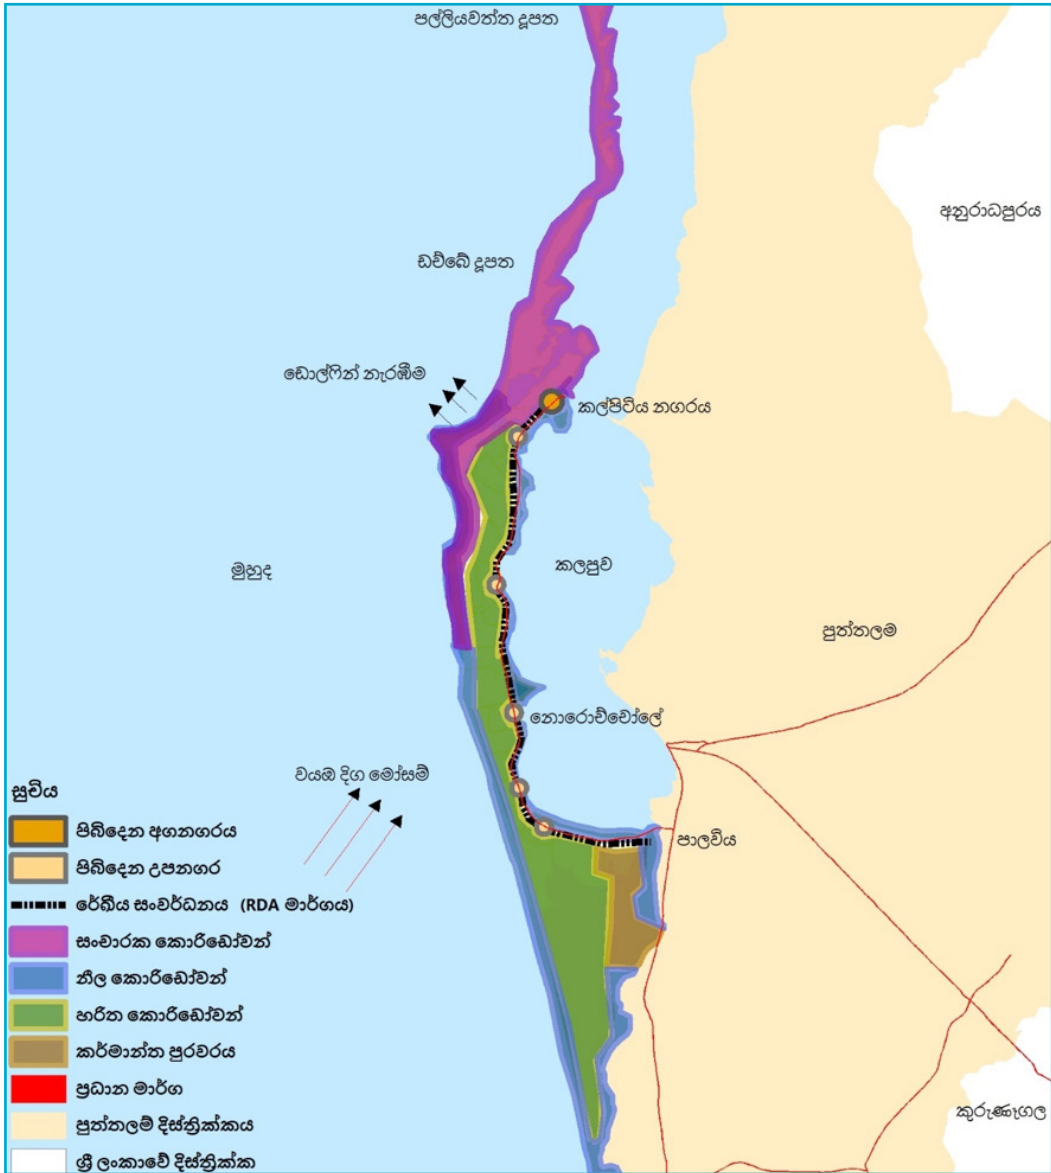 පල්ලියවත්ත දූපත
අනුරාධපුරය
ඩච්බේ දූපත
ඩොල්ෆින් නැරඹීම
කල්පිටිය නගරය
මුහුද
කලපුව
පුත්තලම
නොරොච්චෝලේ
වයඹ දිග මෝසම්
පාලවිය
සුචිය
පිබිදෙන අගනගරය
පිබිදෙන උපනගර
රේඛීය සංවර්ධනය (RDA මාර්ගය)
සංචාරක කොරිඩෝවන්
නීල කොරිඩෝවන්
හරිත කොරිඩෝවන්
කර්මාන්ත පුරවරය
ප්‍රධාන මාර්ග
පුත්තලම් දිස්ත්‍රික්කය
කුරුණෑගල
ශ්‍රී ලංකාවේ දිස්ත්‍රික්ක